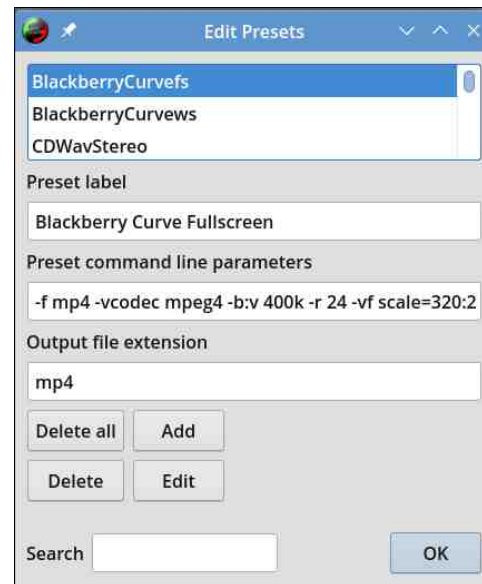 Edit Presets
BlackberryCurvefs
BlackberryCurvews
CDWavStereo
Preset label
Blackberry Curve Fullscreen
Preset command line parameters
-f mp4 -vcodec mpeg4 -b:v 400k -r 24 -vf scale=320:2
Output file extension
mp4
Delete all Add
Delete Edit
Search OK